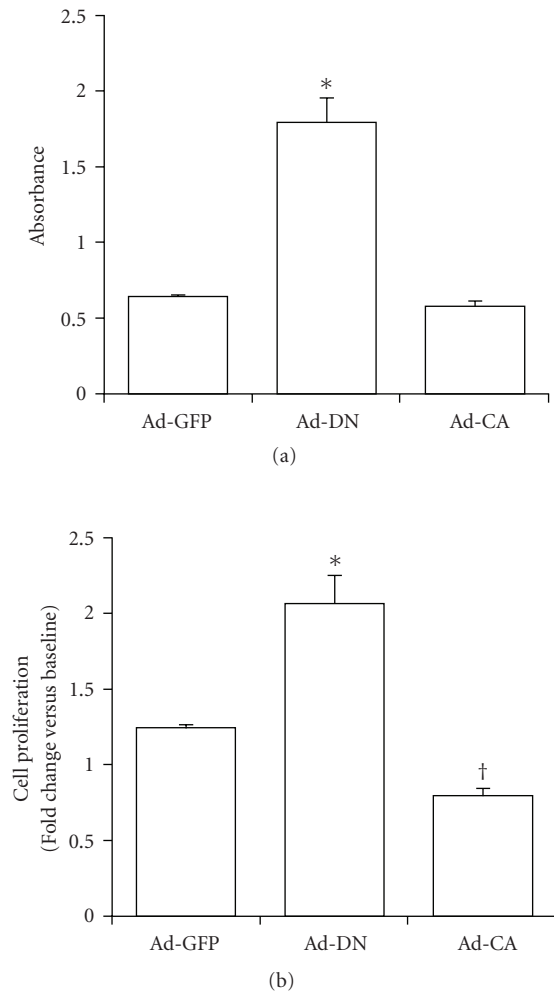 2.5
2
1.5
1
0.5
0
Absorbance
*
Ad-GFP Ad-DN Ad-CA
(a)
2.5
2
1.5
1
0.5
0
Cell proliferation
(Fold change versus baseline)
*
†
Ad-GFP Ad-DN Ad-CA
(b)